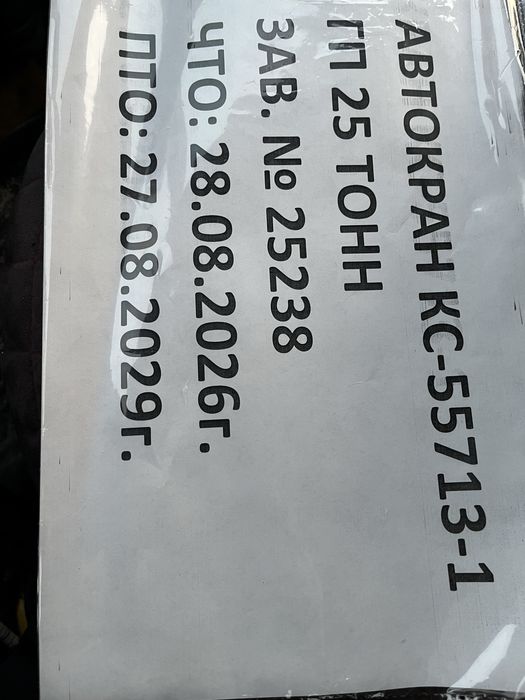 АВТОКРАН КС-55713-1
ГП 25 ТОНН
ЗАВ. № 25238
ЧТО: 28.08.2026г.
ПТО: 27.08.2029г.